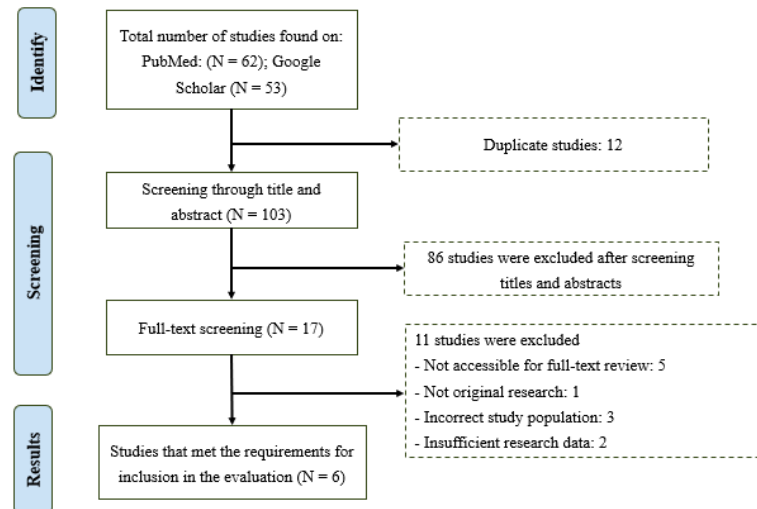 Identify
Total number of studies found on:
PubMed: (N = 62); Google
Scholar (N = 53)
Duplicate studies: 12
Screening
Screening through title and
abstract (N = 103)
86 studies were excluded after screening
titles and abstracts
Full-text screening (N = 17)
11 studies were excluded
- Not accessible for full-text review: 5
- Not original research: 1
- Incorrect study population: 3
- Insufficient research data: 2
Results
Studies that met the requirements for
inclusion in the evaluation (N = 6)